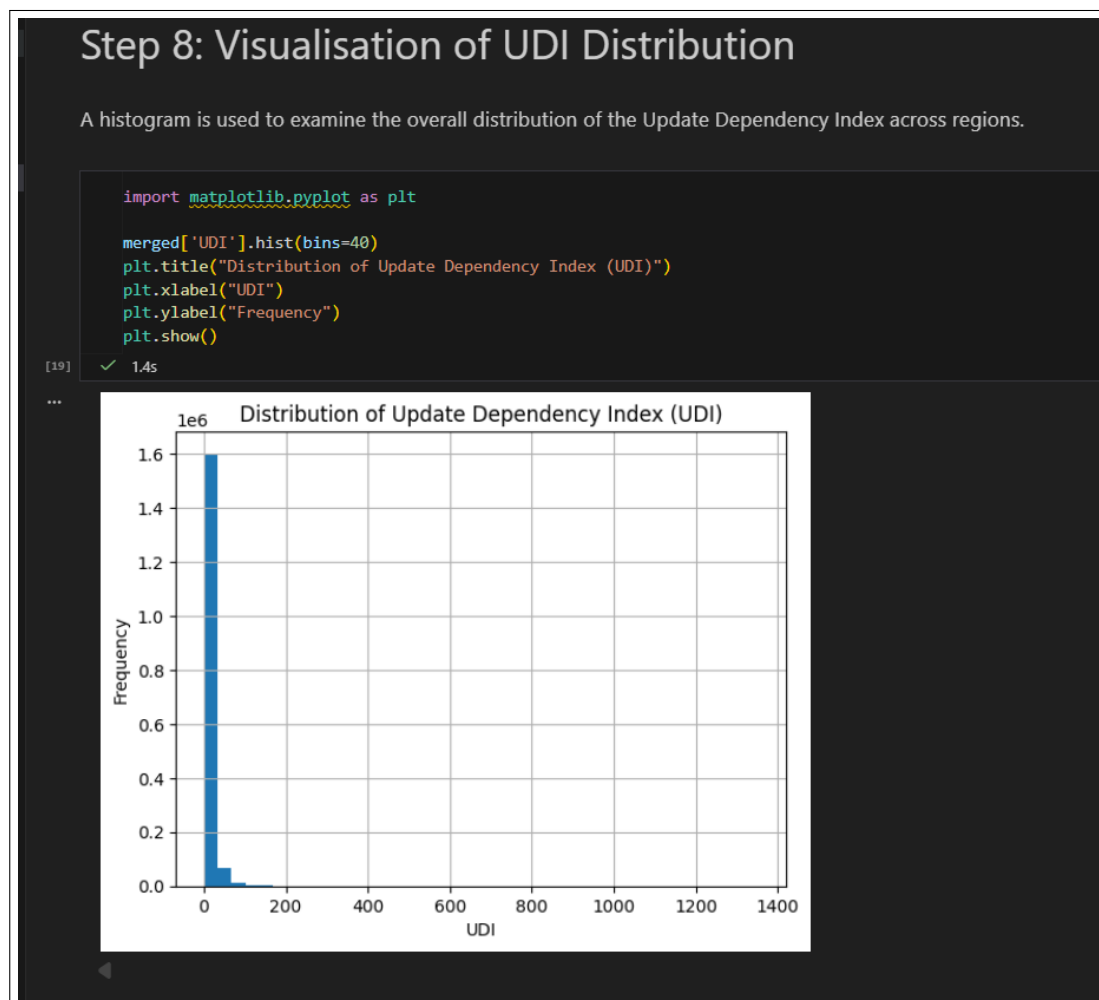 Step 8: Visualisation of UDI Distribution
A histogram is used to examine the overall distribution of the Update Dependency Index across regions.
import matplotlib.pyplot as plt
merged['UDI'].hist(bins=40)
plt.title("Distribution of Update Dependency Index (UDI)")
plt.xlabel("UDI")
plt.ylabel("Frequency")
plt.show()
[19] ✓ 1.4s
...
1e6 Distribution of Update Dependency Index (UDI)
1.6
1.4
1.2
1.0
0.8
0.6
0.4
0.2
0.0
Frequency
0 200 400 600 800 1000 1200 1400
UDI